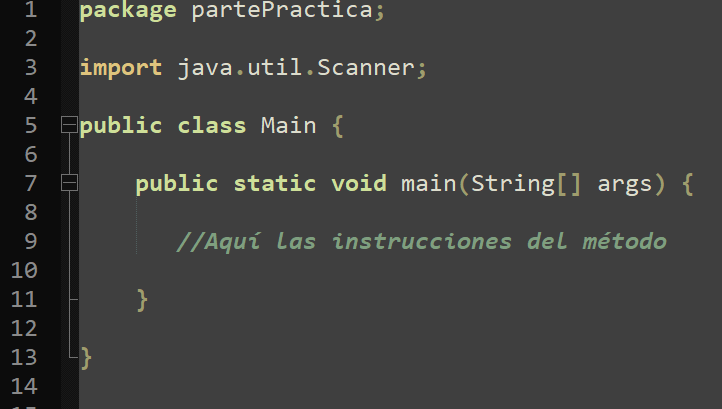 1 package partePractica;
2
3 import java.util.Scanner;
4
5 public class Main {
6
7 public static void main(String[] args) {
8
9 //Aquí las instrucciones del método
10
11 }
12
13 }
14